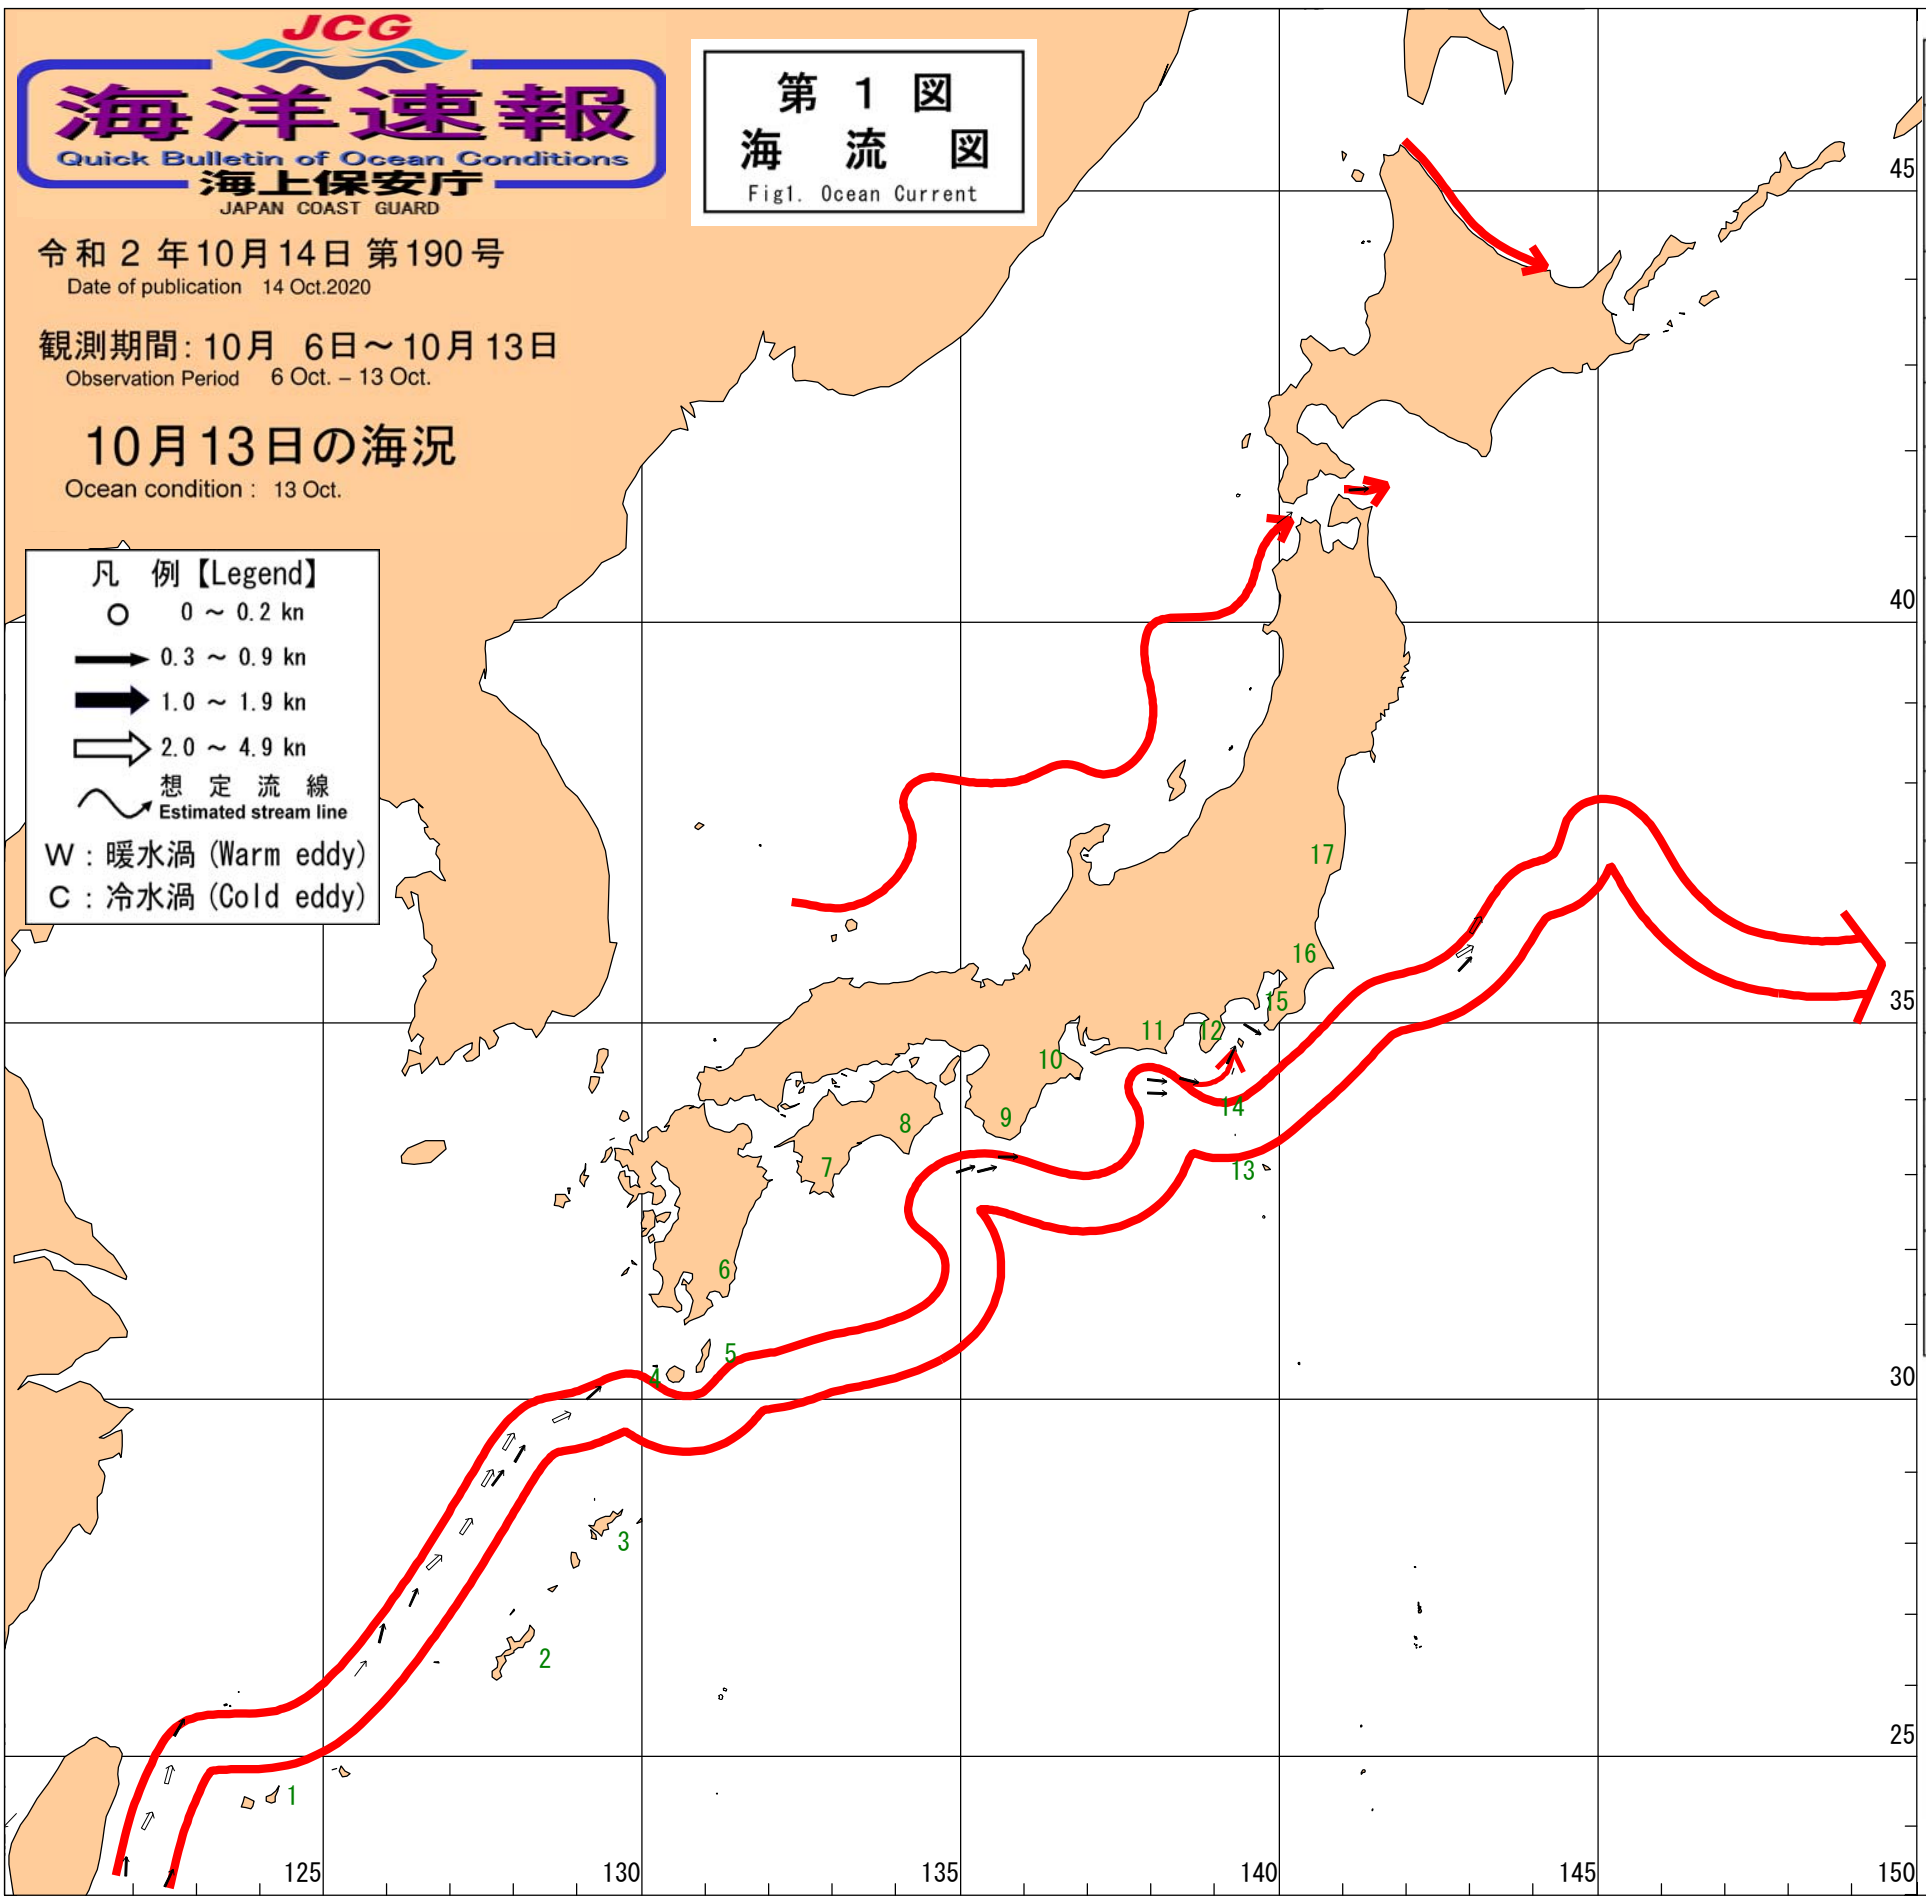 JCG
海洋速報
Quick Bulletin of Ocean Conditions
海上保安庁
JAPAN COAST GUARD
第 1 図
海 流 図
Fig1. Ocean Current
令和 2 年10月14日 第190号
Date of publication 14 Oct.2020
観測期間: 10月 6日～10月13日
Observation Period 6 Oct. – 13 Oct.
10月13日の海況
Ocean condition : 13 Oct.
凡 例【Legend】
0 ～ 0.2 kn
0.3 ～ 0.9 kn
1.0 ～ 1.9 kn
2.0 ～ 4.9 kn
想 定 流 線
Estimated stream line
W : 暖水渦 (Warm eddy)
C : 冷水渦 (Cold eddy)
45
40
17
16
35
15
12
11
10
14
9
8
7
13
6
5
4
30
3
2
25
1
125
130
135
140
145
150